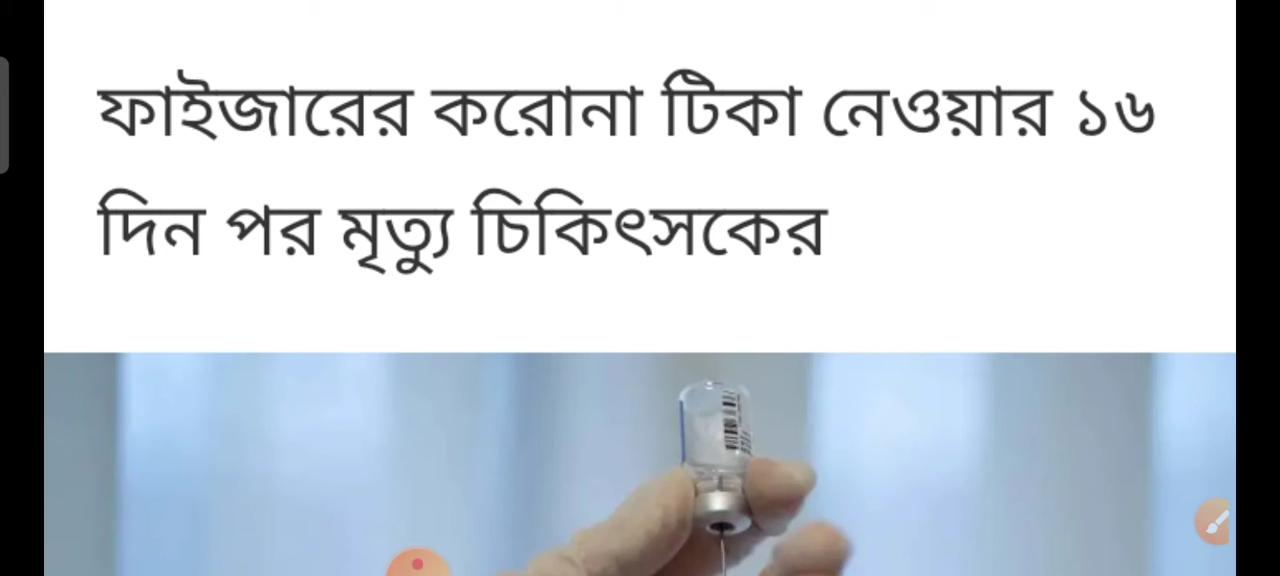 ফাইজারের করোনা টিকা নেওয়ার ১৬
দিন পর মৃত্যু চিকিৎসকের